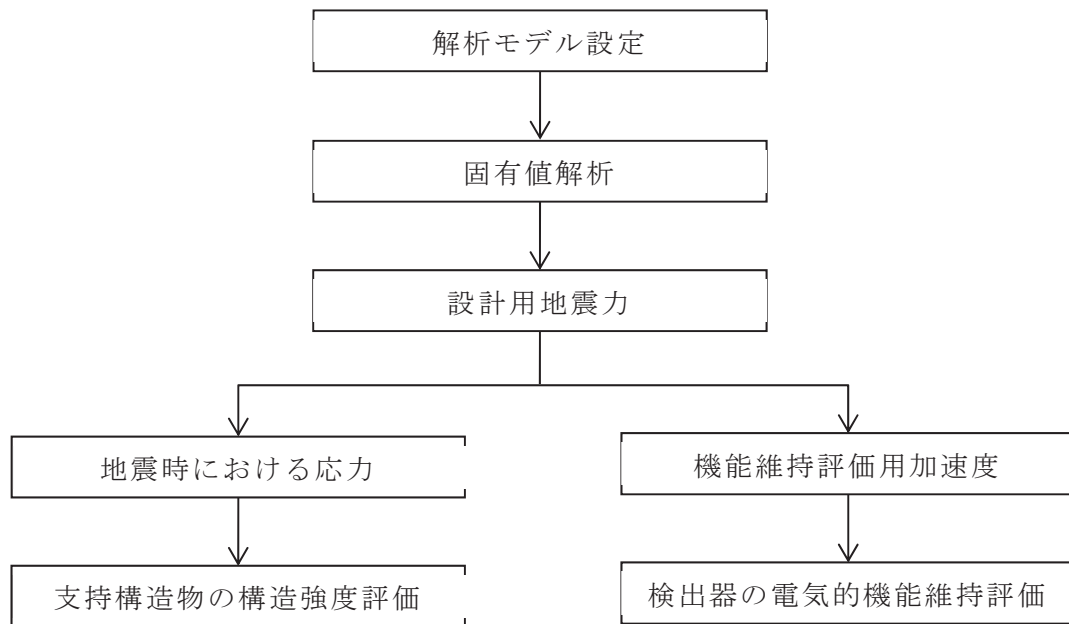 解析モデル設定
固有値解析
設計用地震力
地震時における応力
機能維持評価用加速度
支持構造物の構造強度評価
検出器の電気的機能維持評価